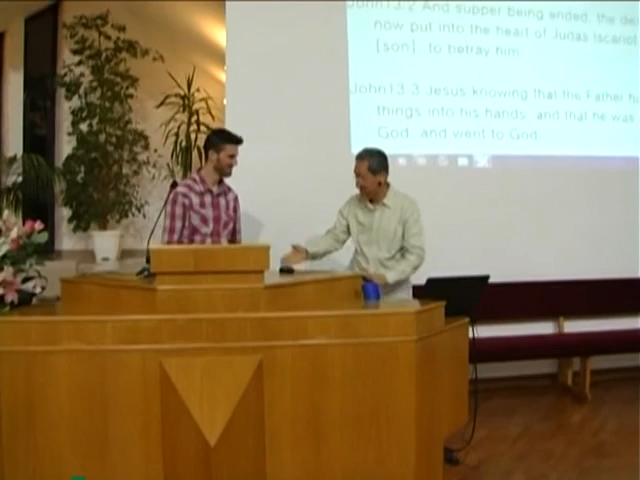 John13:2 And supper being ended, the de
now put into the heart of Judas Iscariot
[son] to betray him.
John13:3 Jesus knowing that the Father h
things into his hands, and that he was
God, and went to God;